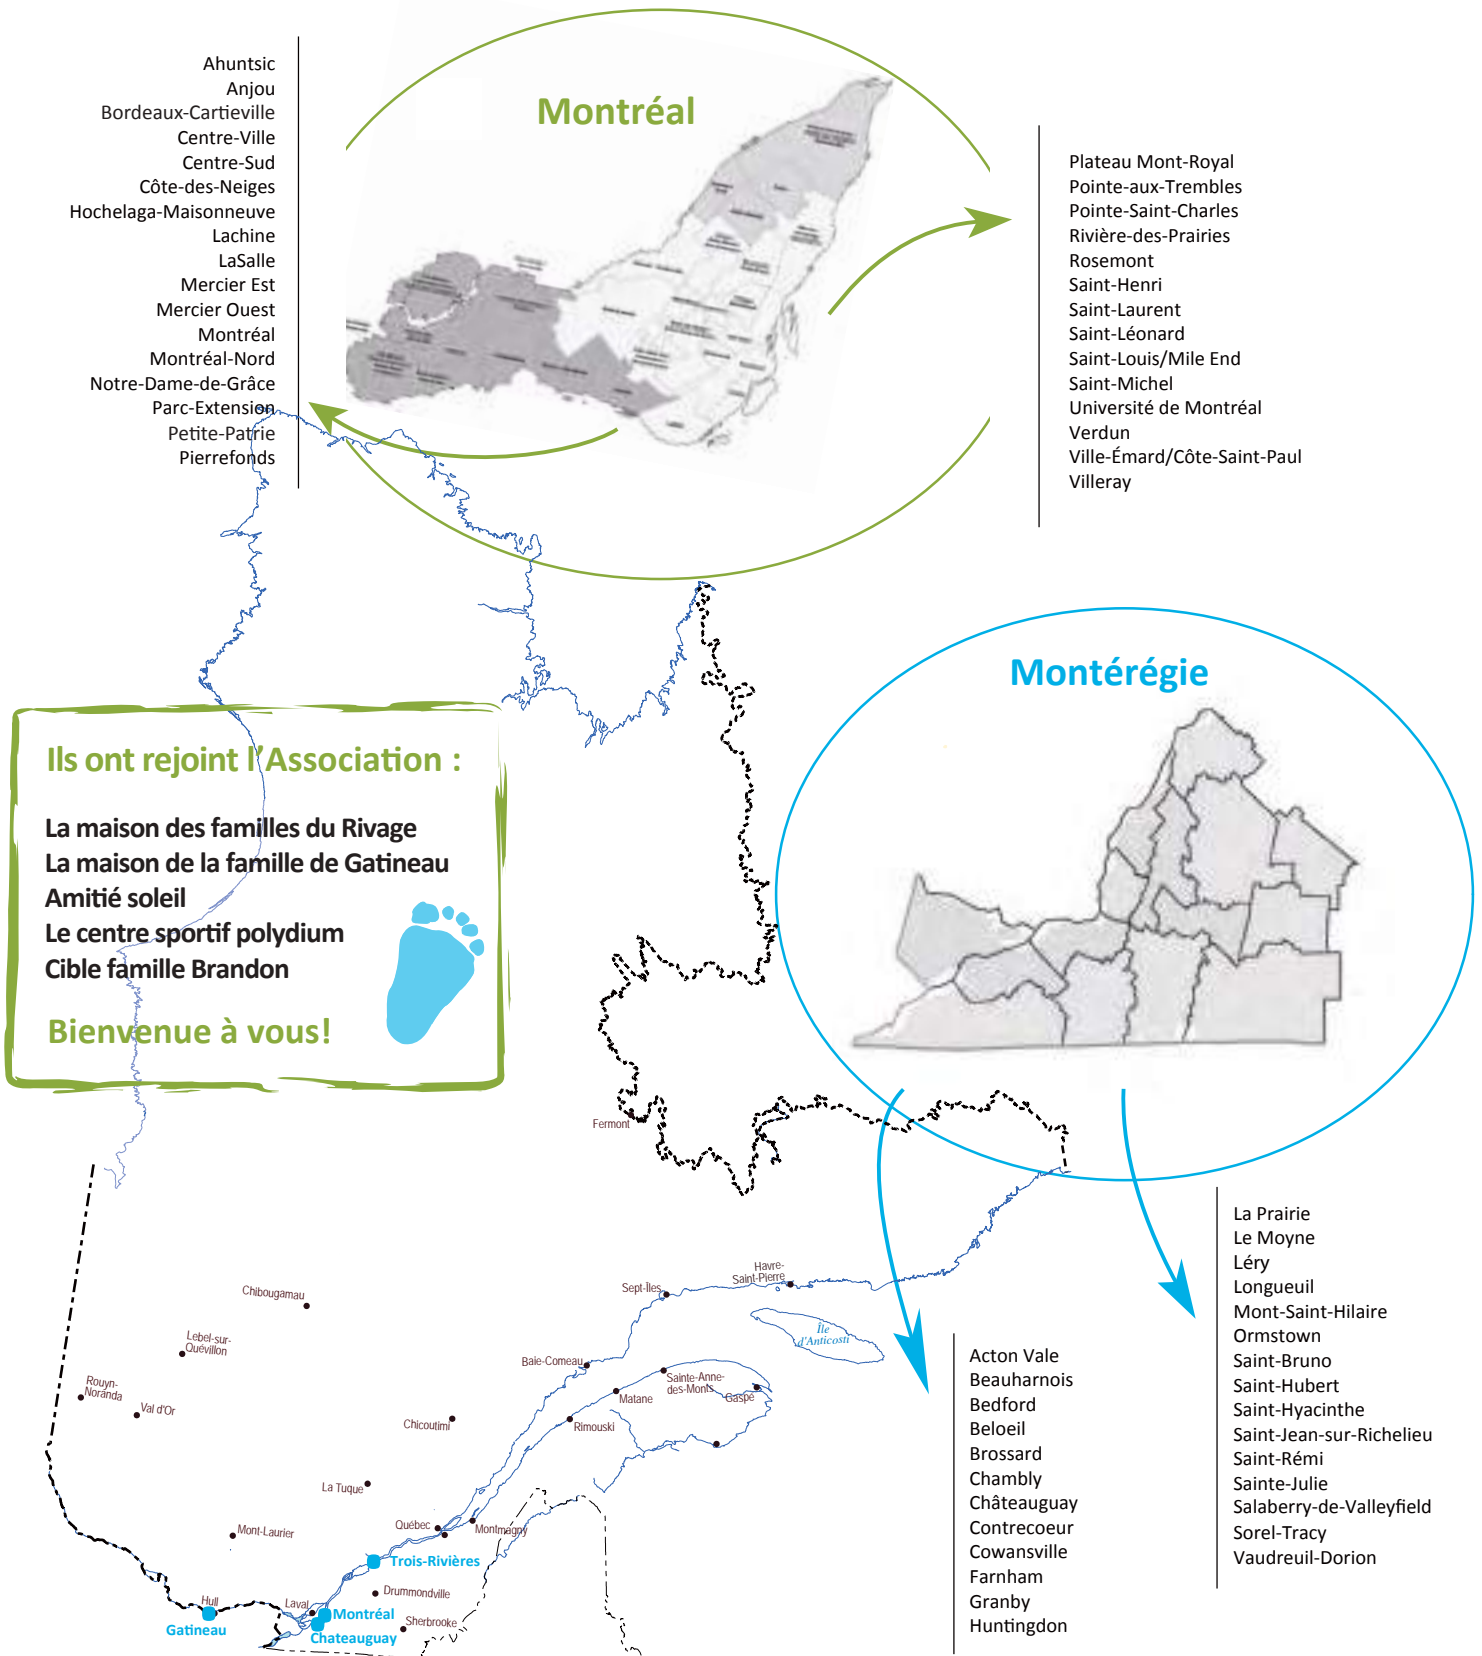 Ahuntsic
Anjou
Bordeaux-Cartieville
Centre-Ville
Centre-Sud
Côte-des-Neiges
Hochelaga-Maisonneuve
Lachine
LaSalle
Mercier Est
Mercier Ouest
Montréal
Montréal-Nord
Notre-Dame-de-Grâce
Parc-Extension
Petite-Patrie
Pierrefonds
Montréal
Plateau Mont-Royal
Pointe-aux-Trembles
Pointe-Saint-Charles
Rivière-des-Prairies
Rosemont
Saint-Henri
Saint-Laurent
Saint-Léonard
Saint-Louis/Mile End
Saint-Michel
Université de Montréal
Verdun
Ville-Émard/Côte-Saint-Paul
Villeray
Montérégie
Ils ont rejoint l'Association :
La maison des familles du Rivage
La maison de la famille de Gatineau
Amitié soleil
Le centre sportif polydium
Cible famille Brandon
Bienvenue à vous!
Fermont
Havre-
Saint-Pierre
Sept-Îles
Chibougamau
Île
d'Anticosti
Lebel-sur-
Quévillon
Baie-Comeau
Sainte-Anne-
des-Monts
Gaspé
Rouyn-
Noranda
Matane
Val d'Or
Chicoutimi
Rimouski
La Tuque
Québec
Montmagny
Mont-Laurier
Trois-Rivières
Drummondville
Hull
Laval
Montréal
Gatineau
Sherbrooke
Chateauguay
Acton Vale
Beauharnois
Bedford
Beloeil
Brossard
Chambly
Châteauguay
Contrecoeur
Cowansville
Farnham
Granby
Huntingdon
La Prairie
Le Moyne
Léry
Longueuil
Mont-Saint-Hilaire
Ormstown
Saint-Bruno
Saint-Hubert
Saint-Hyacinthe
Saint-Jean-sur-Richelieu
Saint-Rémi
Sainte-Julie
Salaberry-de-Valleyfield
Sorel-Tracy
Vaudreuil-Dorion